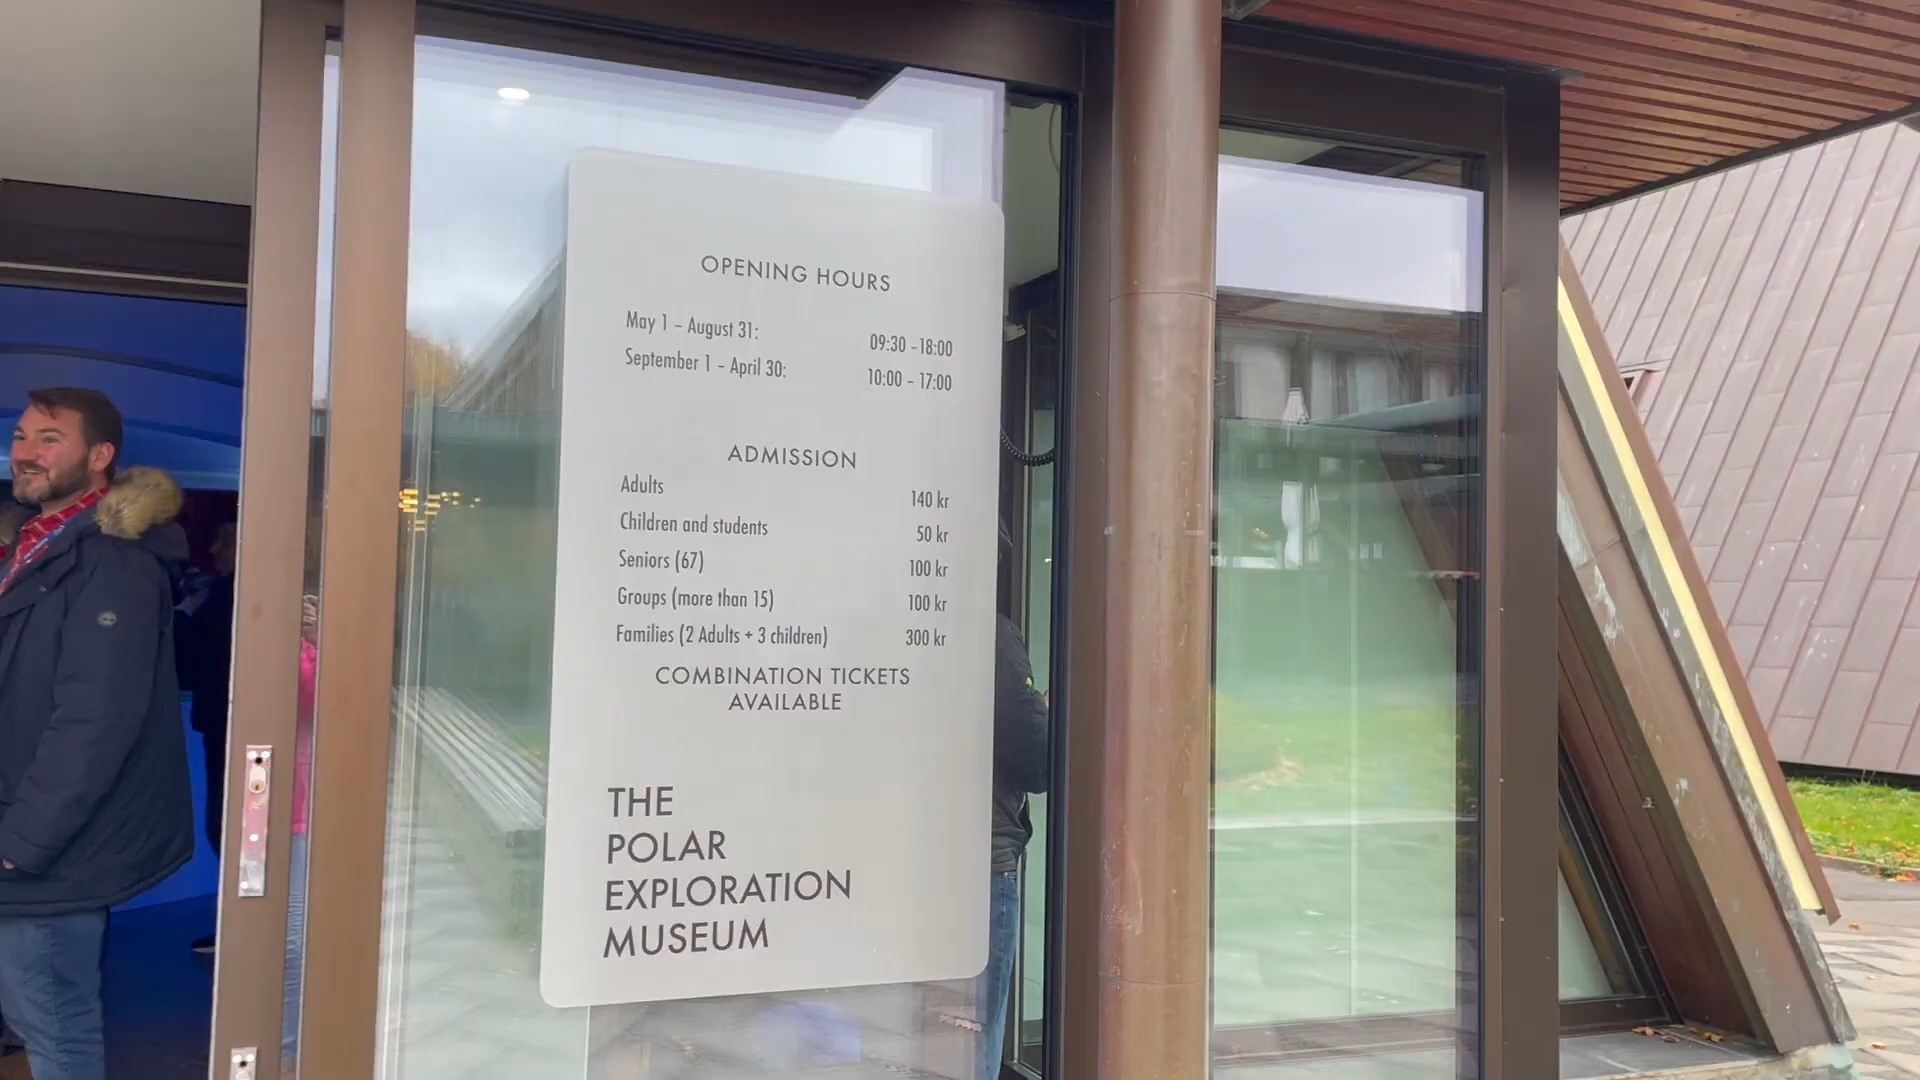 OPENING HOURS
May 1 – August 31: 09:30 –18:00
September 1 – April 30: 10:00 – 17:00
ADMISSION
Adults 140 kr
Children and students 50 kr
Seniors (67) 100 kr
Groups (more than 15) 100 kr
Families (2 Adults + 3 children) 300 kr
COMBINATION TICKETS
AVAILABLE
THE
POLAR
EXPLORATION
MUSEUM